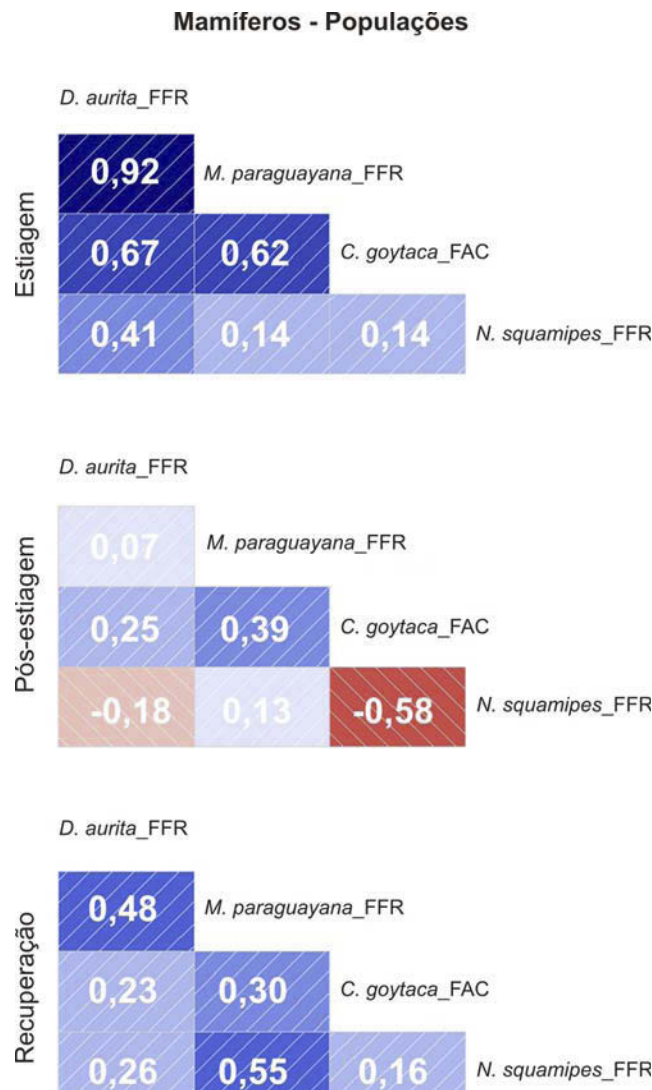 Mamíferos - Populações
Estiagem
D. aurita_FFR
0,92 M. paraguayana_FFR
0,67 0,62 C. goytaca_FAC
0,41 0,14 0,14 N. squamipes_FFR
Pós-estiagem
D. aurita_FFR
0,07 M. paraguayana_FFR
0,25 0,39 C. goytaca_FAC
-0,18 0,13 -0,58 N. squamipes_FFR
Recuperação
D. aurita_FFR
0,48 M. paraguayana_FFR
0,23 0,30 C. goytaca_FAC
0,26 0,55 0,16 N. squamipes_FFR